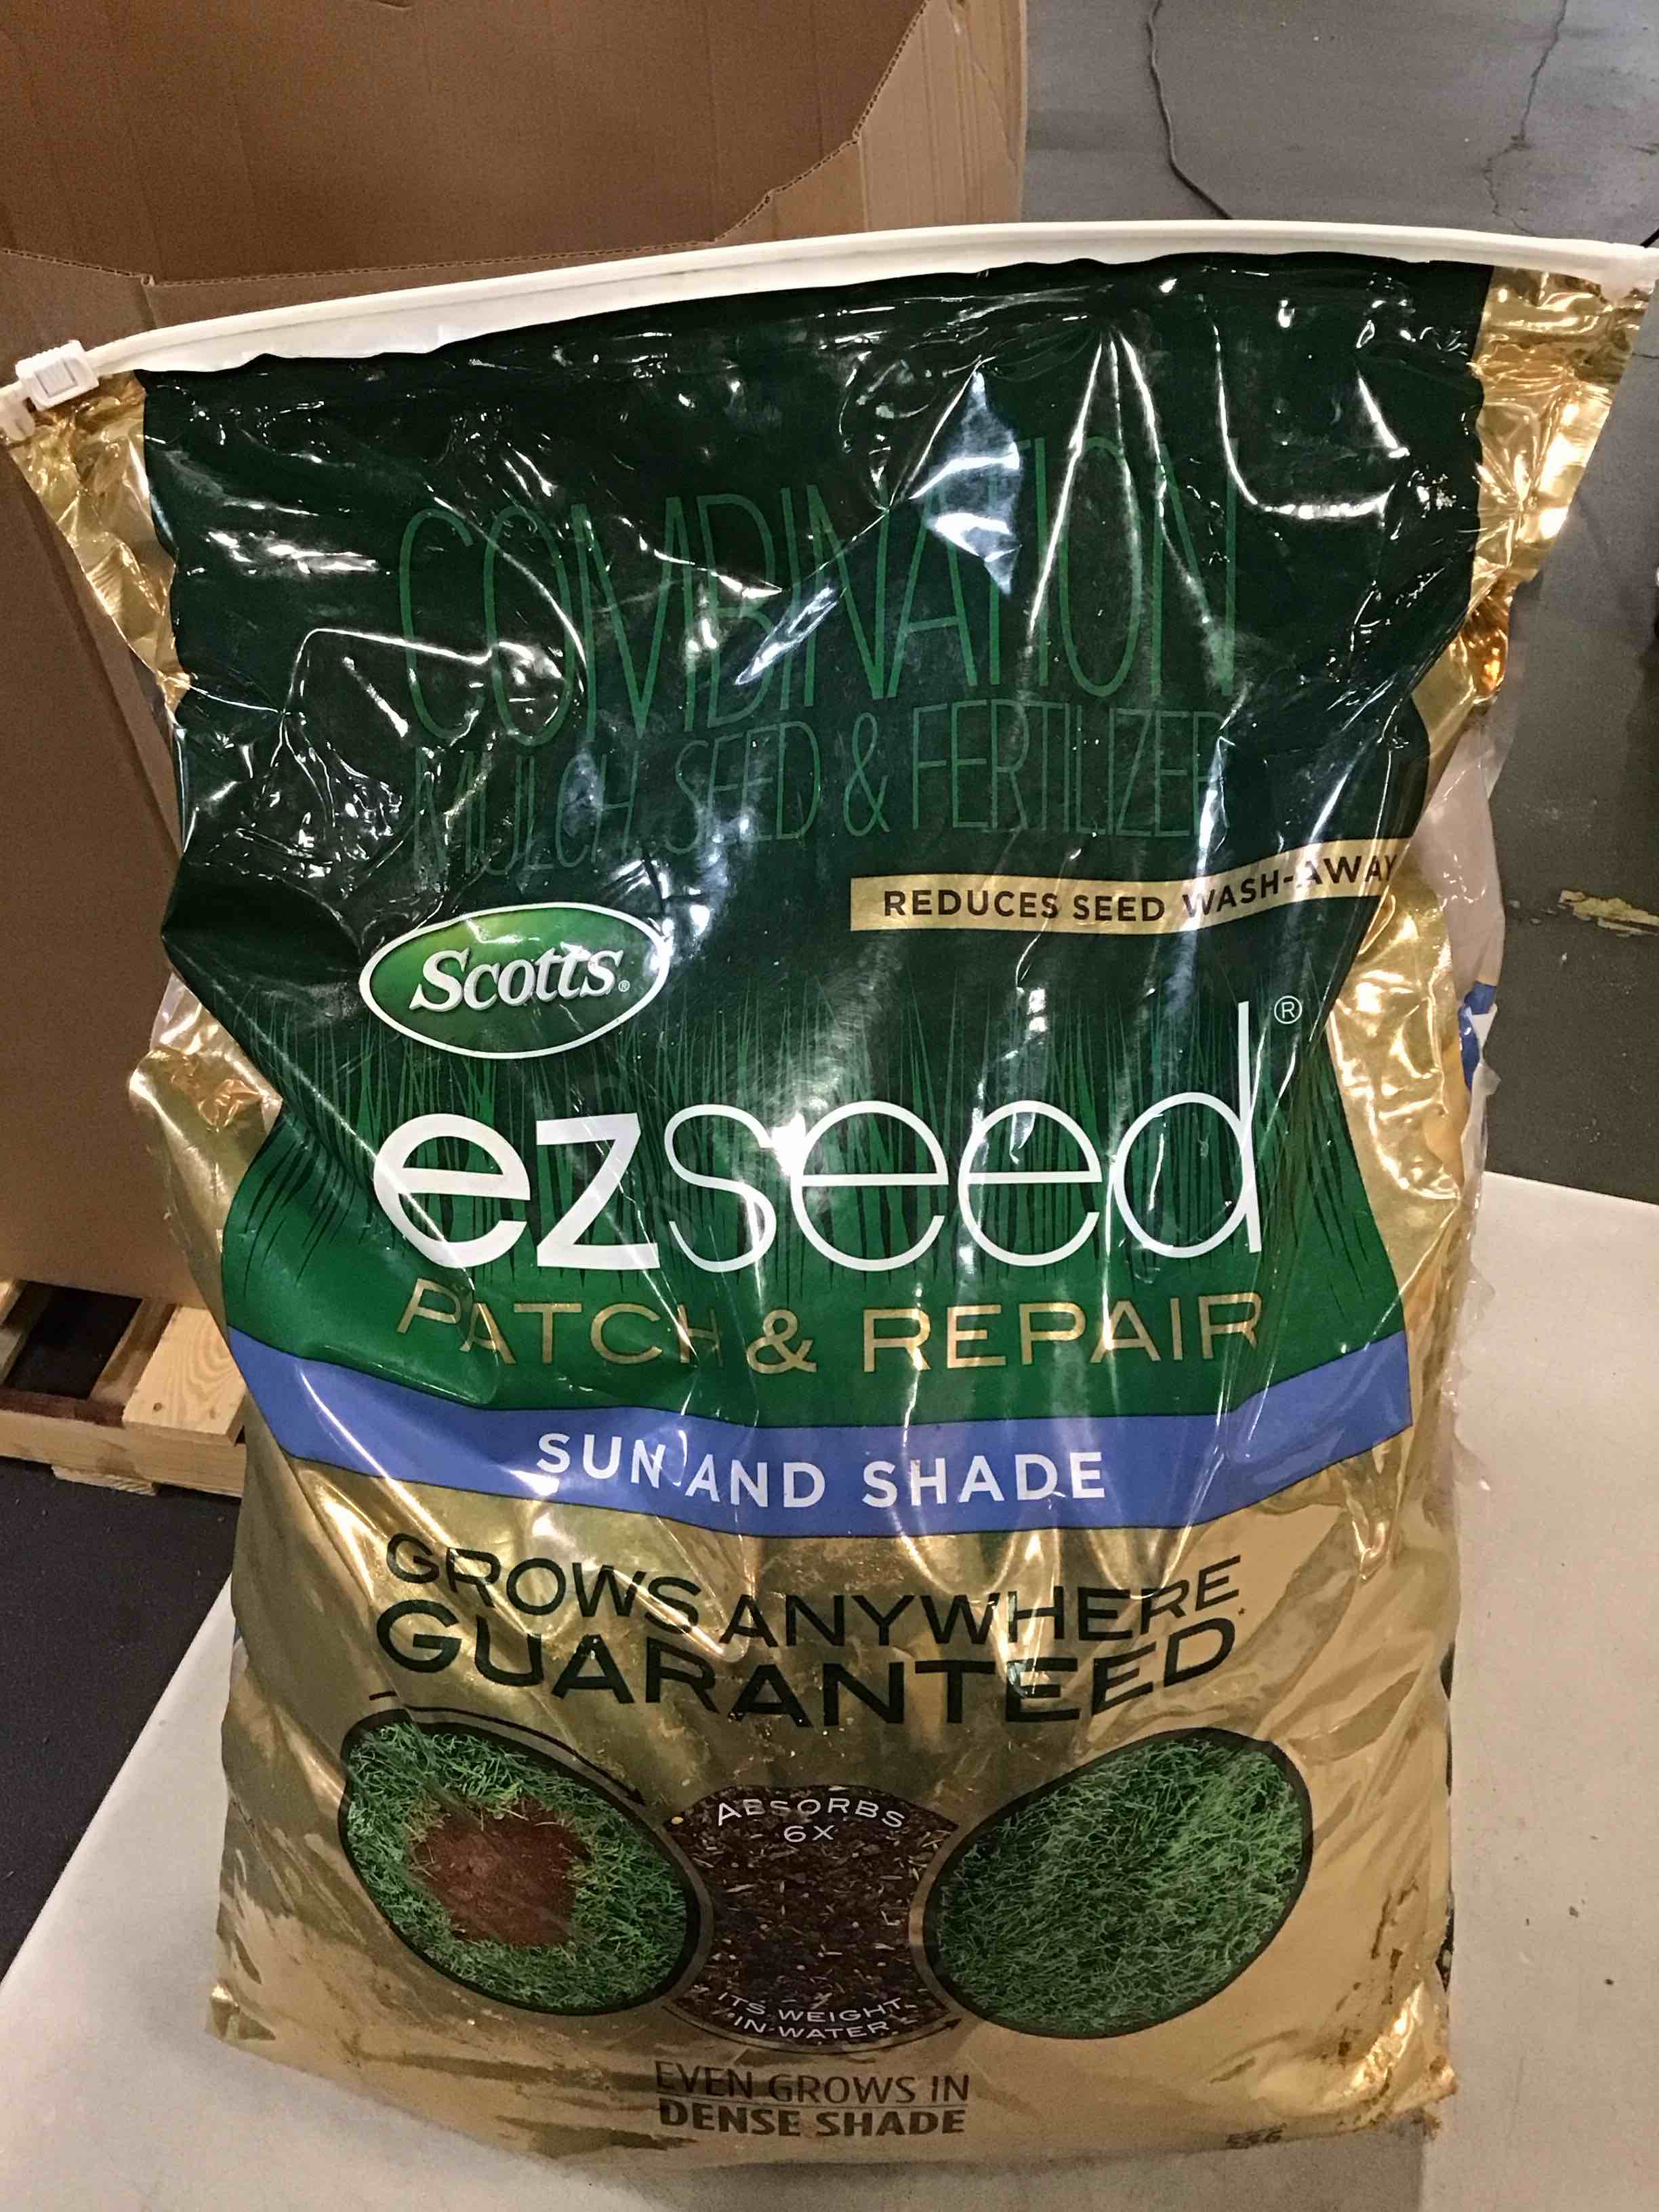 COMBINATION
MULCH, SEED & FERTILIZER
REDUCES SEED WASH-AWAY
Scotts®
ezseed®
PATCH & REPAIR
SUN AND SHADE
GROWS ANYWHERE
GUARANTEED*
ABSORBS
6X
ITS WEIGHT
IN WATER
EVEN GROWS IN
DENSE SHADE